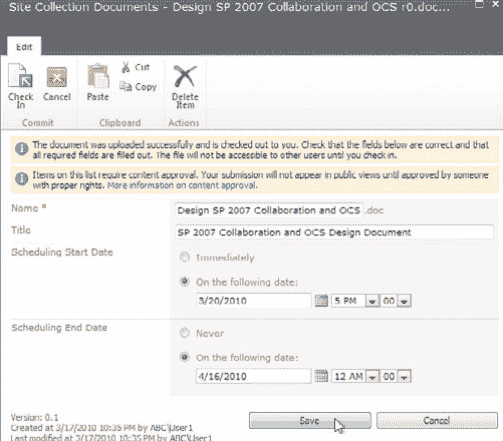 Site Collection Documents - Design SP 2007 Collaboration and OCS r0.doc...
Edit
Check In
Cancel
Paste
Cut
Copy
Delete Item
Commit
Clipboard
Actions
The document was uploaded successfully and is checked out to you. Check that the fields below are correct and that
all required fields are filled out. The file will not be accessible to other users until you check in.
Items on this list require content approval. Your submission will not appear in public views until approved by someone
with proper rights. More information on content approval.
Name *
Design SP 2007 Collaboration and OCS .doc
Title
SP 2007 Collaboration and OCS Design Document
Scheduling Start Date
Immediately
On the following date:
3/20/2010 5 PM 00
Scheduling End Date
Never
On the following date:
4/16/2010 12 AM 00
Version: 0.1
Created at 3/17/2010 10:35 PM by ABC\User1
Last modified at 3/17/2010 10:35 PM by ABC\User1
Save
Cancel